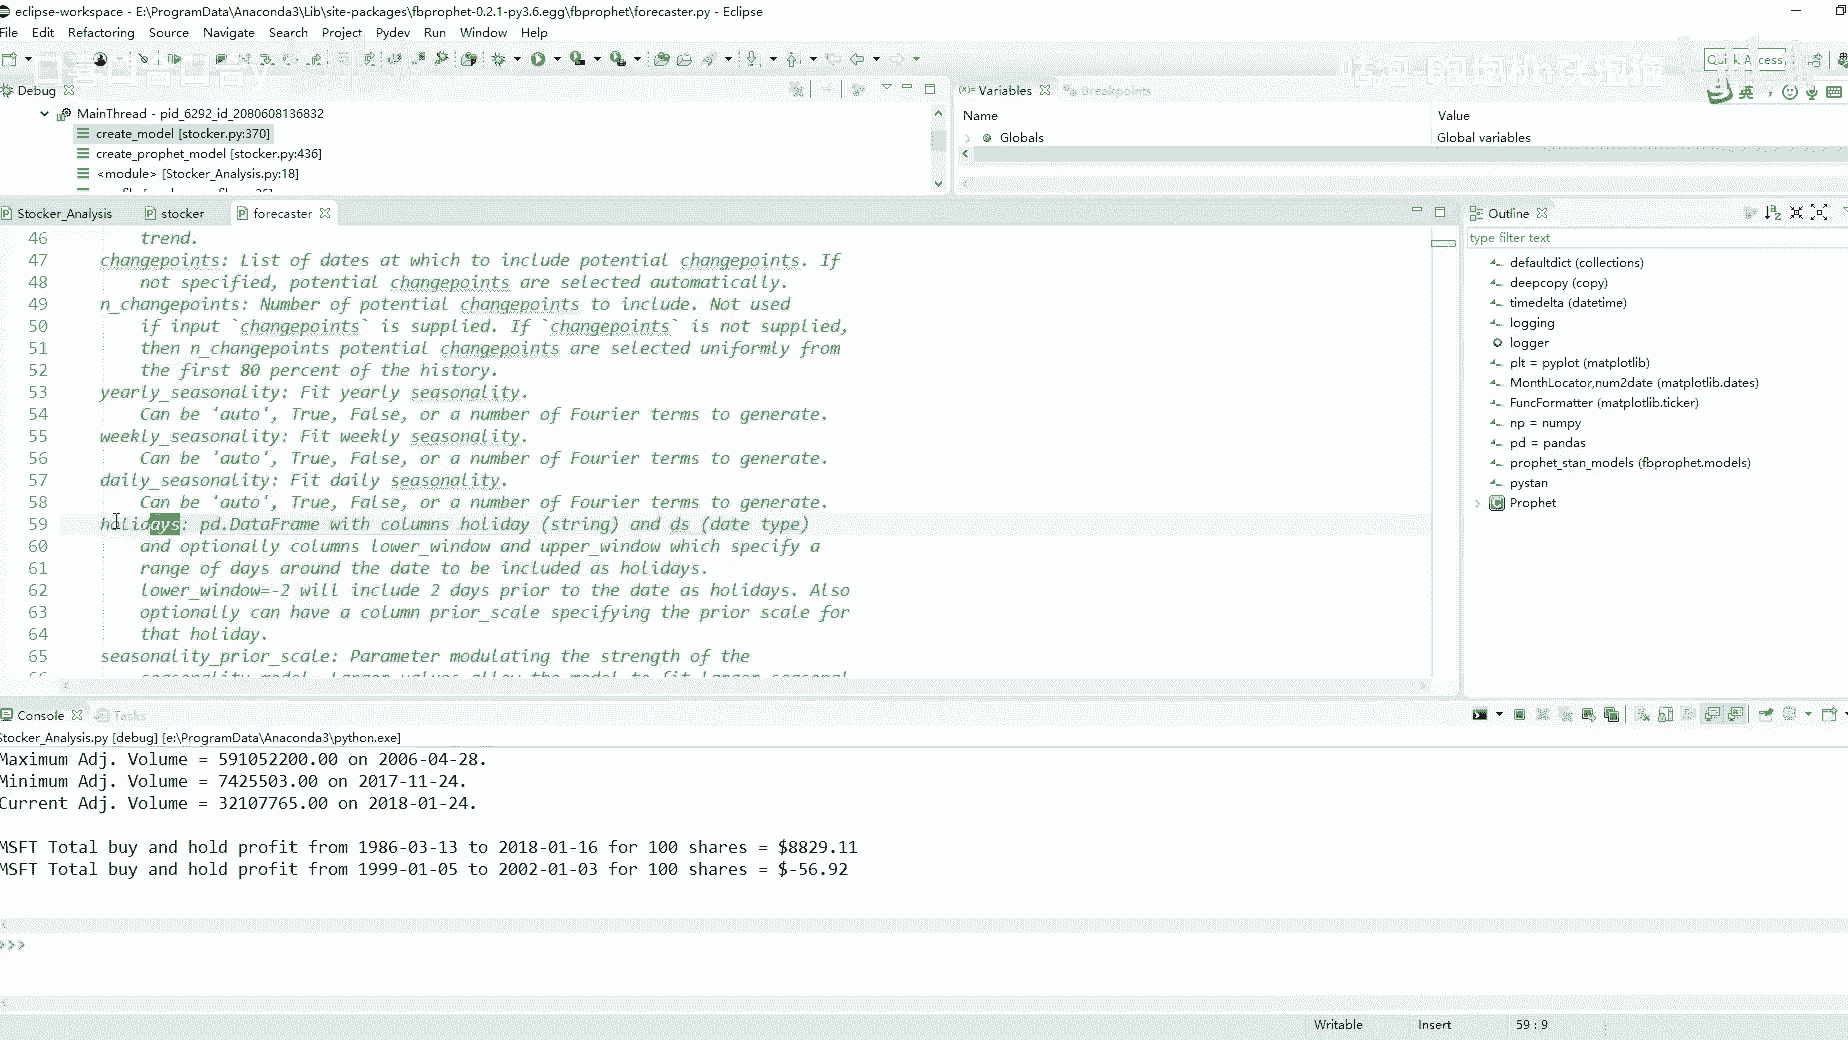 eclipse-workspace - E:\ProgramData\Anaconda3\Lib\site-packages\fbprophet-0.2.1-py3.6.egg\fbprophet\forecaster.py - Eclipse
File Edit Refactoring Source Navigate Search Project Pydev Run Window Help
Quick Access
Debug
(x)= Variables Breakpoints
MainThread - pid_6292_id_2080608136832
Name Value
create_model [stocker.py:370]
Globals Global variables
create_prophet_model [stocker.py:436]
<module> [Stocker_Analysis.py:18]
Stocker_Analysis stocker forecaster
Outline
type filter text
46 trend.
47 changepoints: List of dates at which to include potential changepoints. If
48 not specified, potential changepoints are selected automatically.
49 n_changepoints: Number of potential changepoints to include. Not used
50 if input `changepoints` is supplied. If `changepoints` is not supplied,
51 then n_changepoints potential changepoints are selected uniformly from
52 the first 80 percent of the history.
53 yearly_seasonality: Fit yearly seasonality.
54 Can be 'auto', True, False, or a number of Fourier terms to generate.
55 weekly_seasonality: Fit weekly seasonality.
56 Can be 'auto', True, False, or a number of Fourier terms to generate.
57 daily_seasonality: Fit daily seasonality.
58 Can be 'auto', True, False, or a number of Fourier terms to generate.
59 holidays: pd.DataFrame with columns holiday (string) and ds (date type)
60 and optionally columns lower_window and upper_window which specify a
61 range of days around the date to be included as holidays.
62 lower_window=-2 will include 2 days prior to the date as holidays. Also
63 optionally can have a column prior_scale specifying the prior scale for
64 that holiday.
65 seasonality_prior_scale: Parameter modulating the strength of the
defaultdict (collections)
deepcopy (copy)
timedelta (datetime)
logging
logger
plt = pyplot (matplotlib)
MonthLocator,num2date (matplotlib.dates)
FuncFormatter (matplotlib.ticker)
np = numpy
pd = pandas
prophet_stan_models (fbprophet.models)
pystan
Prophet
Console Tasks
Stocker_Analysis.py [debug] [e:\ProgramData\Anaconda3\python.exe]
Maximum Adj. Volume = 591052200.00 on 2006-04-28.
Minimum Adj. Volume = 7425503.00 on 2017-11-24.
Current Adj. Volume = 32107765.00 on 2018-01-24.
MSFT Total buy and hold profit from 1986-03-13 to 2018-01-16 for 100 shares = $8829.11
MSFT Total buy and hold profit from 1999-01-05 to 2002-01-03 for 100 shares = $-56.92
>>>
Writable Insert 59 : 9